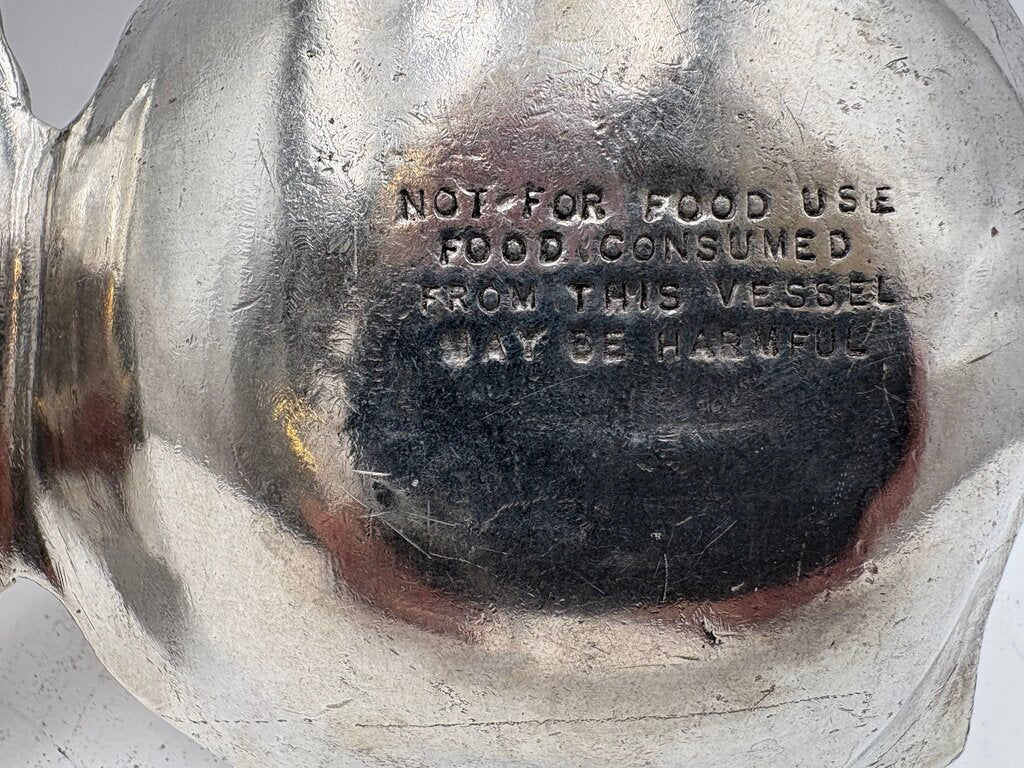 NOT FOR FOOD USE
FOOD CONSUMED
FROM THIS VESSEL
MAY BE HARMFUL